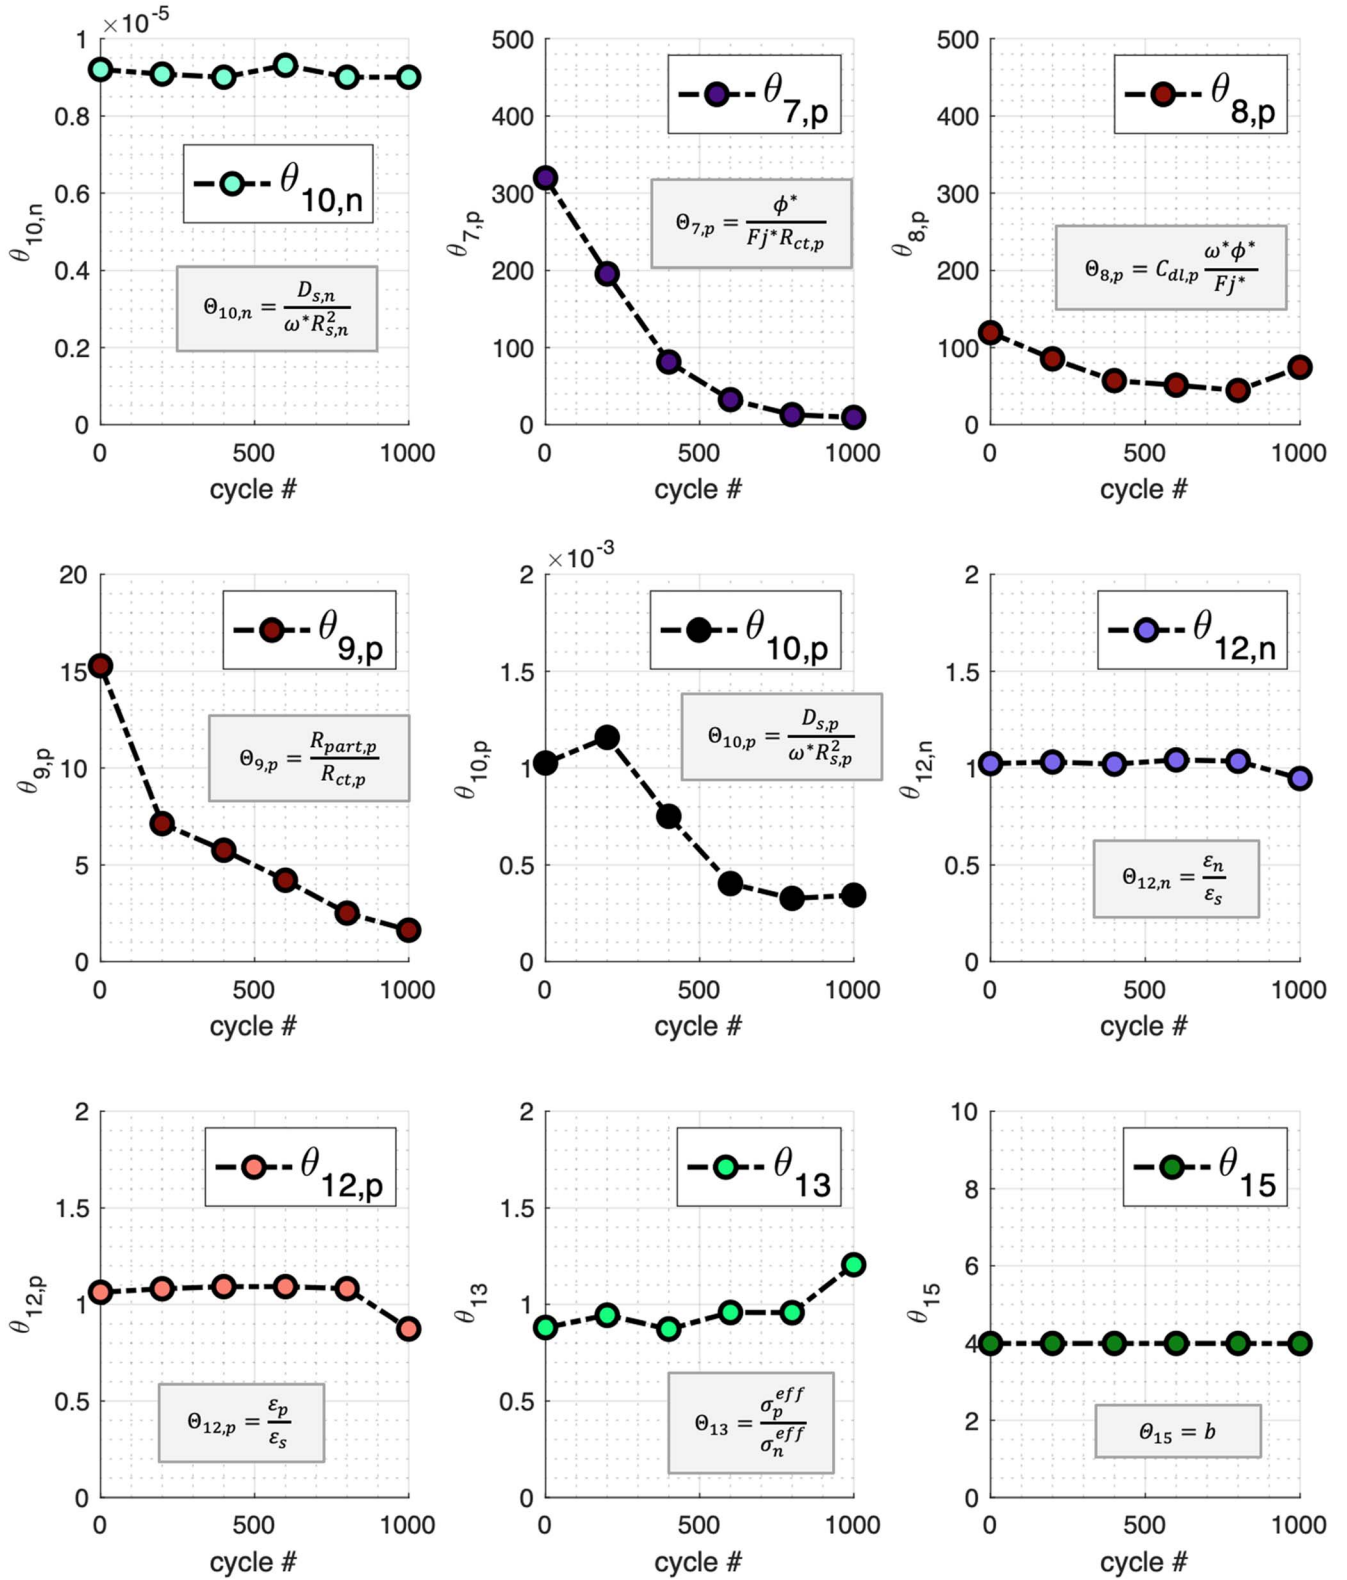 ×10⁻⁵
1
0.8
0.6
0.4
0.2
0
θ10,n
θ10,n
Θ10,n = Ds,n / ω*R²s,n
0 500 1000
cycle #
500
400
300
200
100
0
θ7,p
θ7,p
Θ7,p = ϕ* / Fj*Rct,p
0 500 1000
cycle #
500
400
300
200
100
0
θ8,p
θ8,p
Θ8,p = Cdl,p ω*ϕ* / Fj*
0 500 1000
cycle #
20
15
10
5
0
θ9,p
θ9,p
Θ9,p = Rpart,p / Rct,p
0 500 1000
cycle #
×10⁻³
2
1.5
1
0.5
0
θ10,p
θ10,p
Θ10,p = Ds,p / ω*R²s,p
0 500 1000
cycle #
2
1.5
1
0.5
0
θ12,n
θ12,n
Θ12,n = εn / εs
0 500 1000
cycle #
2
1.5
1
0.5
0
θ12,p
θ12,p
Θ12,p = εp / εs
0 500 1000
cycle #
2
1.5
1
0.5
0
θ13
θ13
Θ13 = σp^eff / σn^eff
0 500 1000
cycle #
10
8
6
4
2
0
θ15
θ15
Θ15 = b
0 500 1000
cycle #